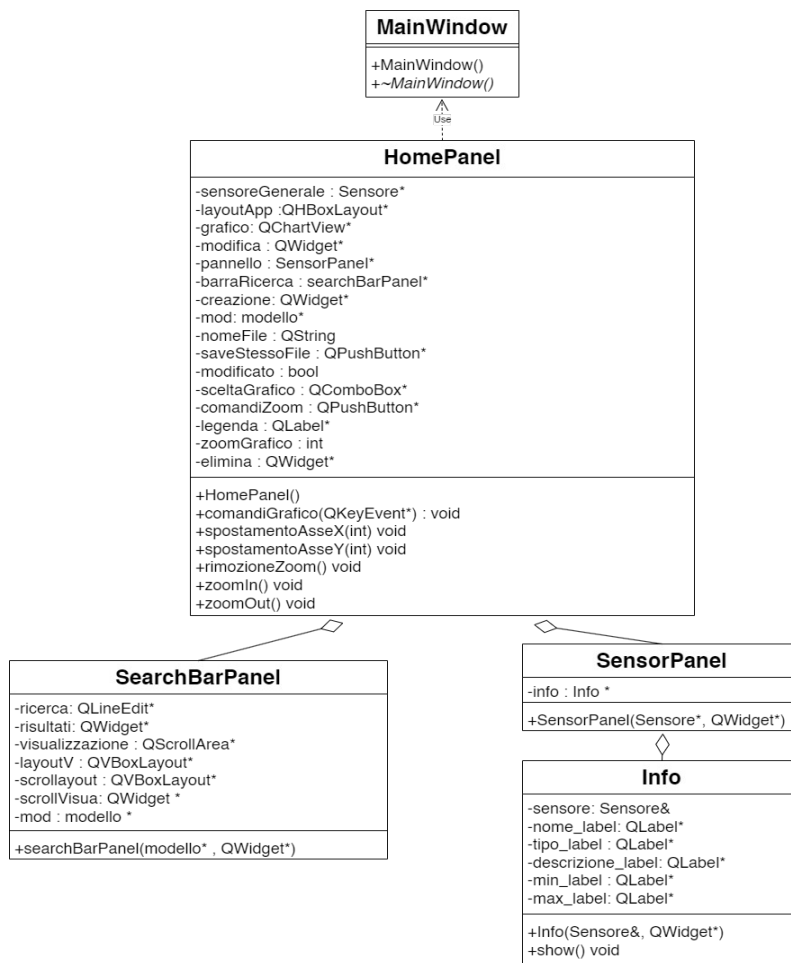 MainWindow
+MainWindow()
+~MainWindow()
Use
HomePanel
-sensoreGenerale : Sensore*
-layoutApp :QHBoxLayout*
-grafico: QChartView*
-modifica : QWidget*
-pannello : SensorPanel*
-barraRicerca : searchBarPanel*
-creazione: QWidget*
-mod: modello*
-nomeFile : QString
-saveStessoFile : QPushButton*
-modificato : bool
-sceltaGrafico : QComboBox*
-comandiZoom : QPushButton*
-legenda : QLabel*
-zoomGrafico : int
-elimina : QWidget*
+HomePanel()
+comandiGrafico(QKeyEvent*) : void
+spostamentoAsseX(int) void
+spostamentoAsseY(int) void
+rimozioneZoom() void
+zoomIn() void
+zoomOut() void
SearchBarPanel
-ricerca: QLineEdit*
-risultati: QWidget*
-visualizzazione : QScrollArea*
-layoutV : QVBoxLayout*
-scrollayout : QVBoxLayout*
-scrollVisua: QWidget *
-mod : modello *
+searchBarPanel(modello* , QWidget*)
SensorPanel
-info : Info *
+SensorPanel(Sensore*, QWidget*)
Info
-sensore: Sensore&
-nome_label: QLabel*
-tipo_label : QLabel*
-descrizione_label: QLabel*
-min_label : QLabel*
-max_label: QLabel*
+Info(Sensore&, QWidget*)
+show() void